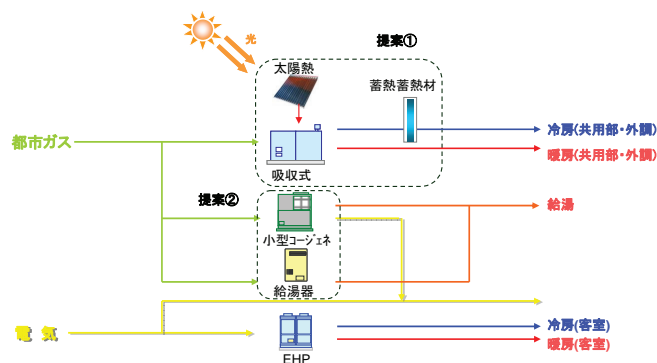 光
提案①
太陽熱
蓄熱蓄熱材
冷房(共用部・外調)
都市ガス
暖房(共用部・外調)
吸収式
提案②
給湯
小型コージェネ
給湯器
冷房(客室)
電 気
暖房(客室)
EHP